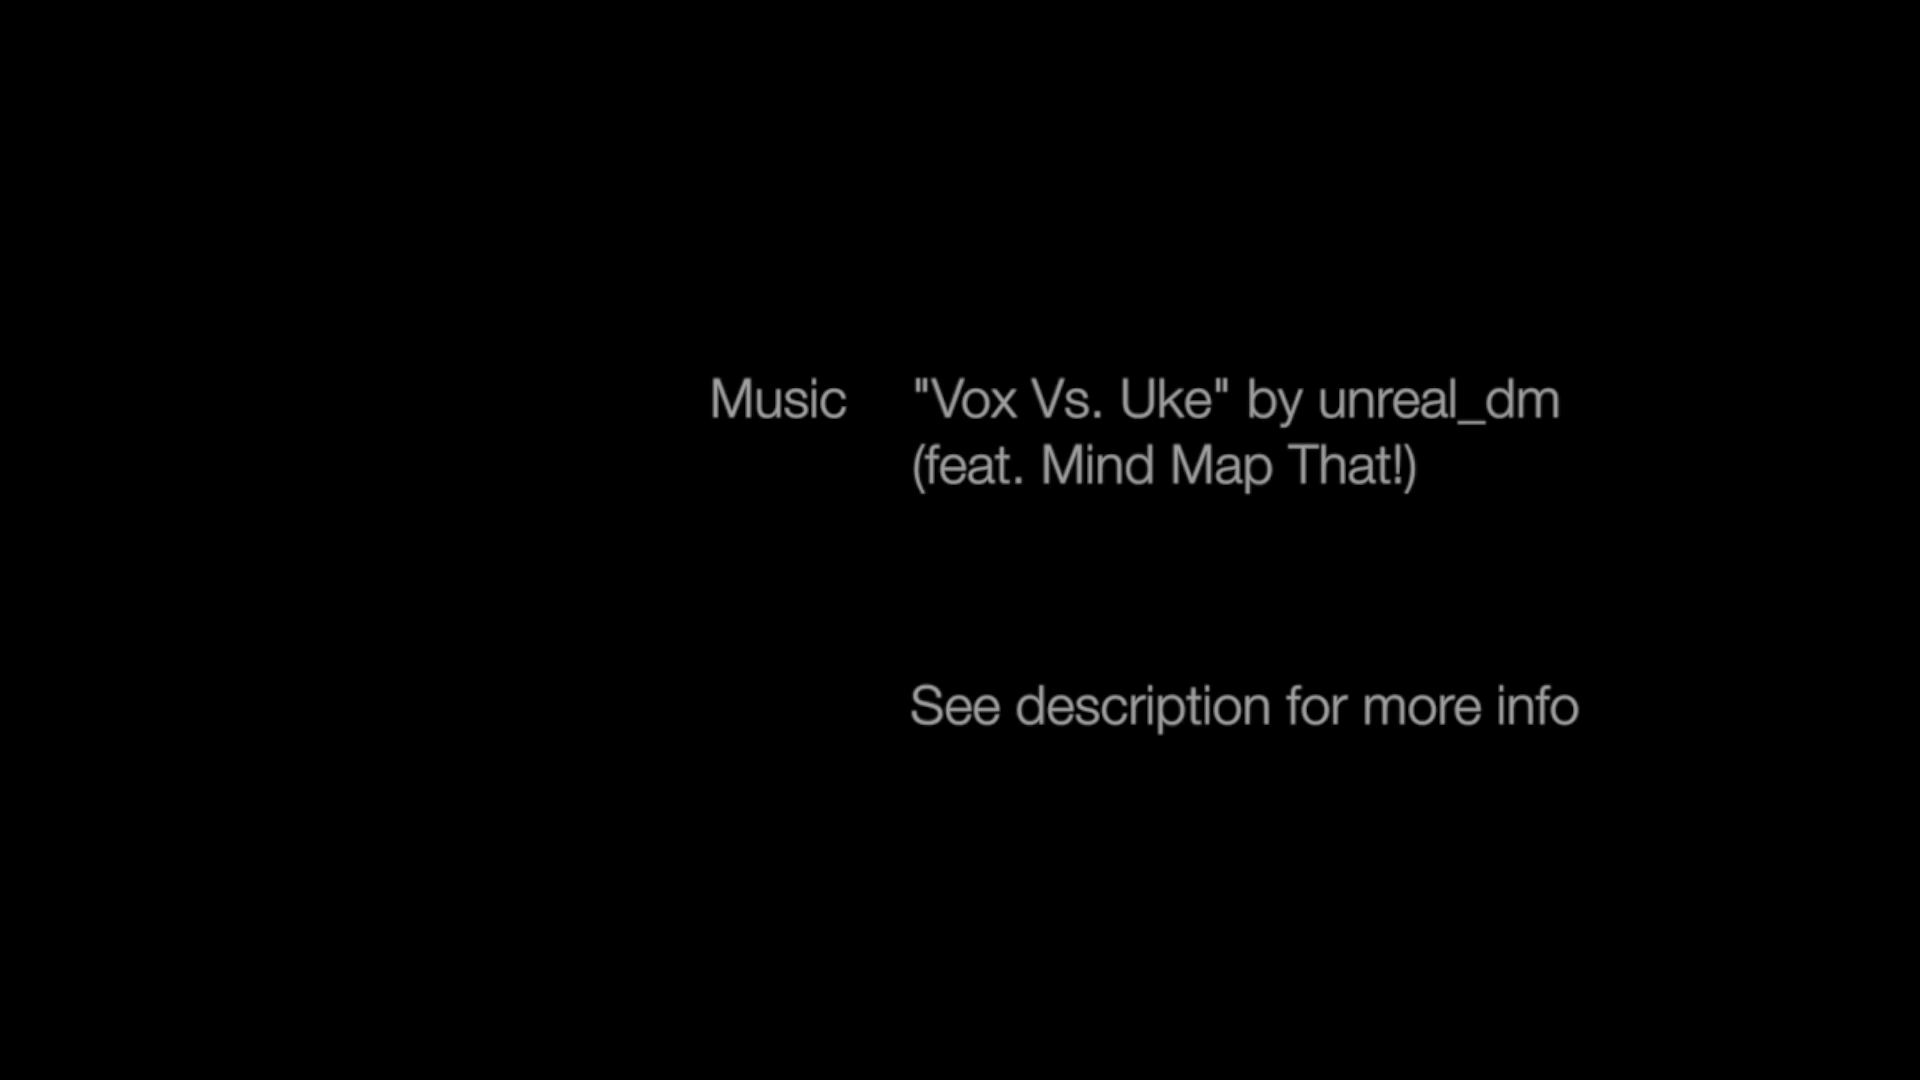 Music "Vox Vs. Uke" by unreal_dm
(feat. Mind Map That!)
See description for more info